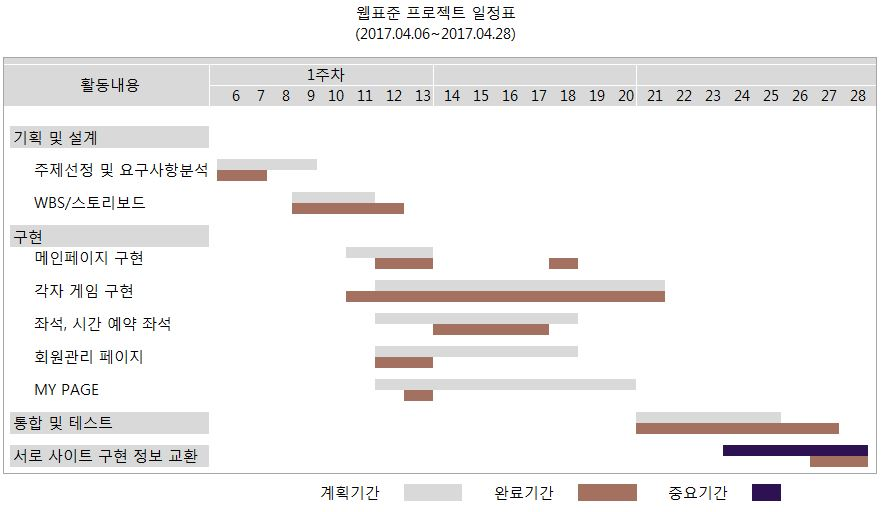 웹표준 프로젝트 일정표
(2017.04.06~2017.04.28)
활동내용
1주차
6 7 8 9 10 11 12 13 14 15 16 17 18 19 20 21 22 23 24 25 26 27 28
기획 및 설계
주제선정 및 요구사항분석
WBS/스토리보드
구현
메인페이지 구현
각자 게임 구현
좌석, 시간 예약 좌석
회원관리 페이지
MY PAGE
통합 및 테스트
서로 사이트 구현 정보 교환
계획기간 완료기간 중요기간